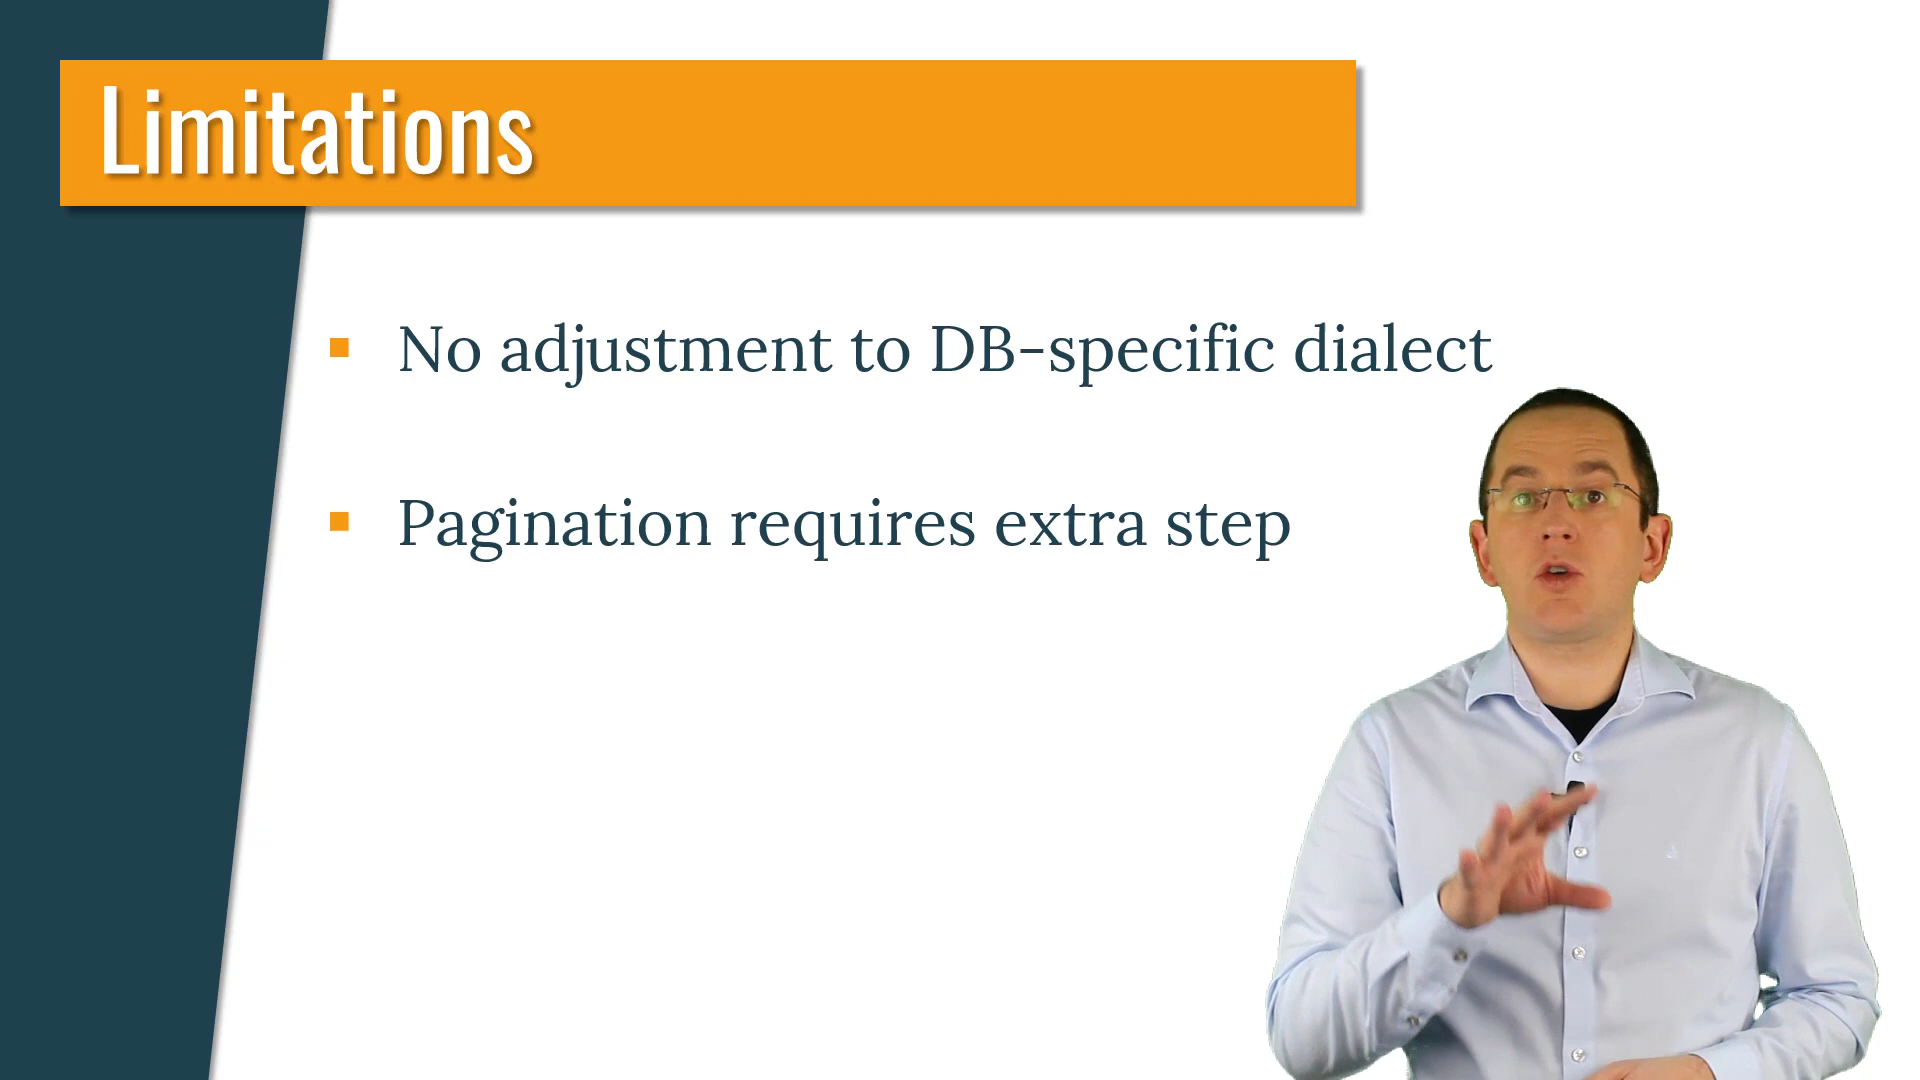 Limitations
No adjustment to DB-specific dialect
Pagination requires extra step